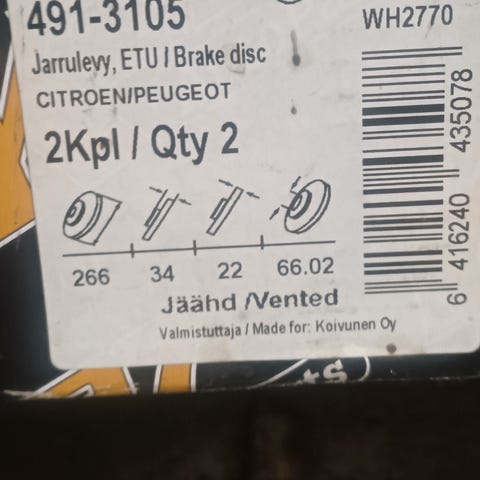 491-3105
WH2770
Jarrulevy, ETU / Brake disc
CITROEN/PEUGEOT
2Kpl / Qty 2
266 34 22 66.02
Jäähd /Vented
Valmistuttaja / Made for: Koivunen Oy
6 416240 435078